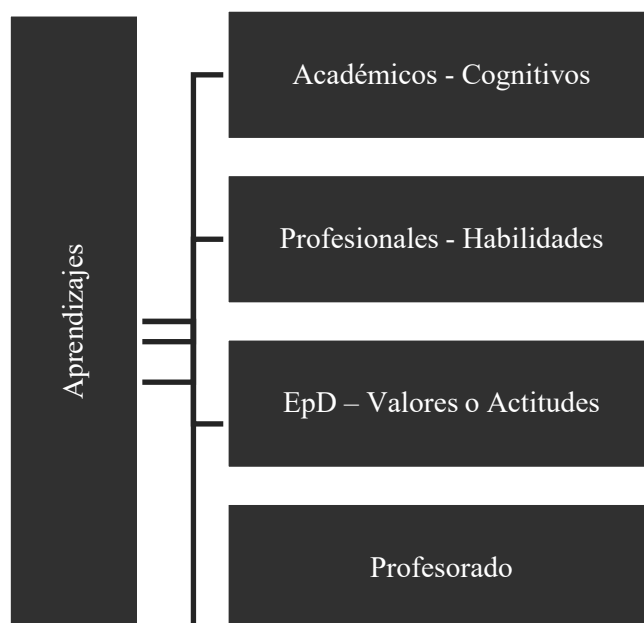 Aprendizajes
Académicos - Cognitivos
Profesionales - Habilidades
EpD – Valores o Actitudes
Profesorado